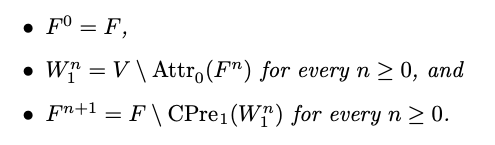 • F⁰ = F,
• W₁ⁿ = V \ Attr₀(Fⁿ) for every n ≥ 0, and
• Fⁿ⁺¹ = F \ CPre₁(W₁ⁿ) for every n ≥ 0.